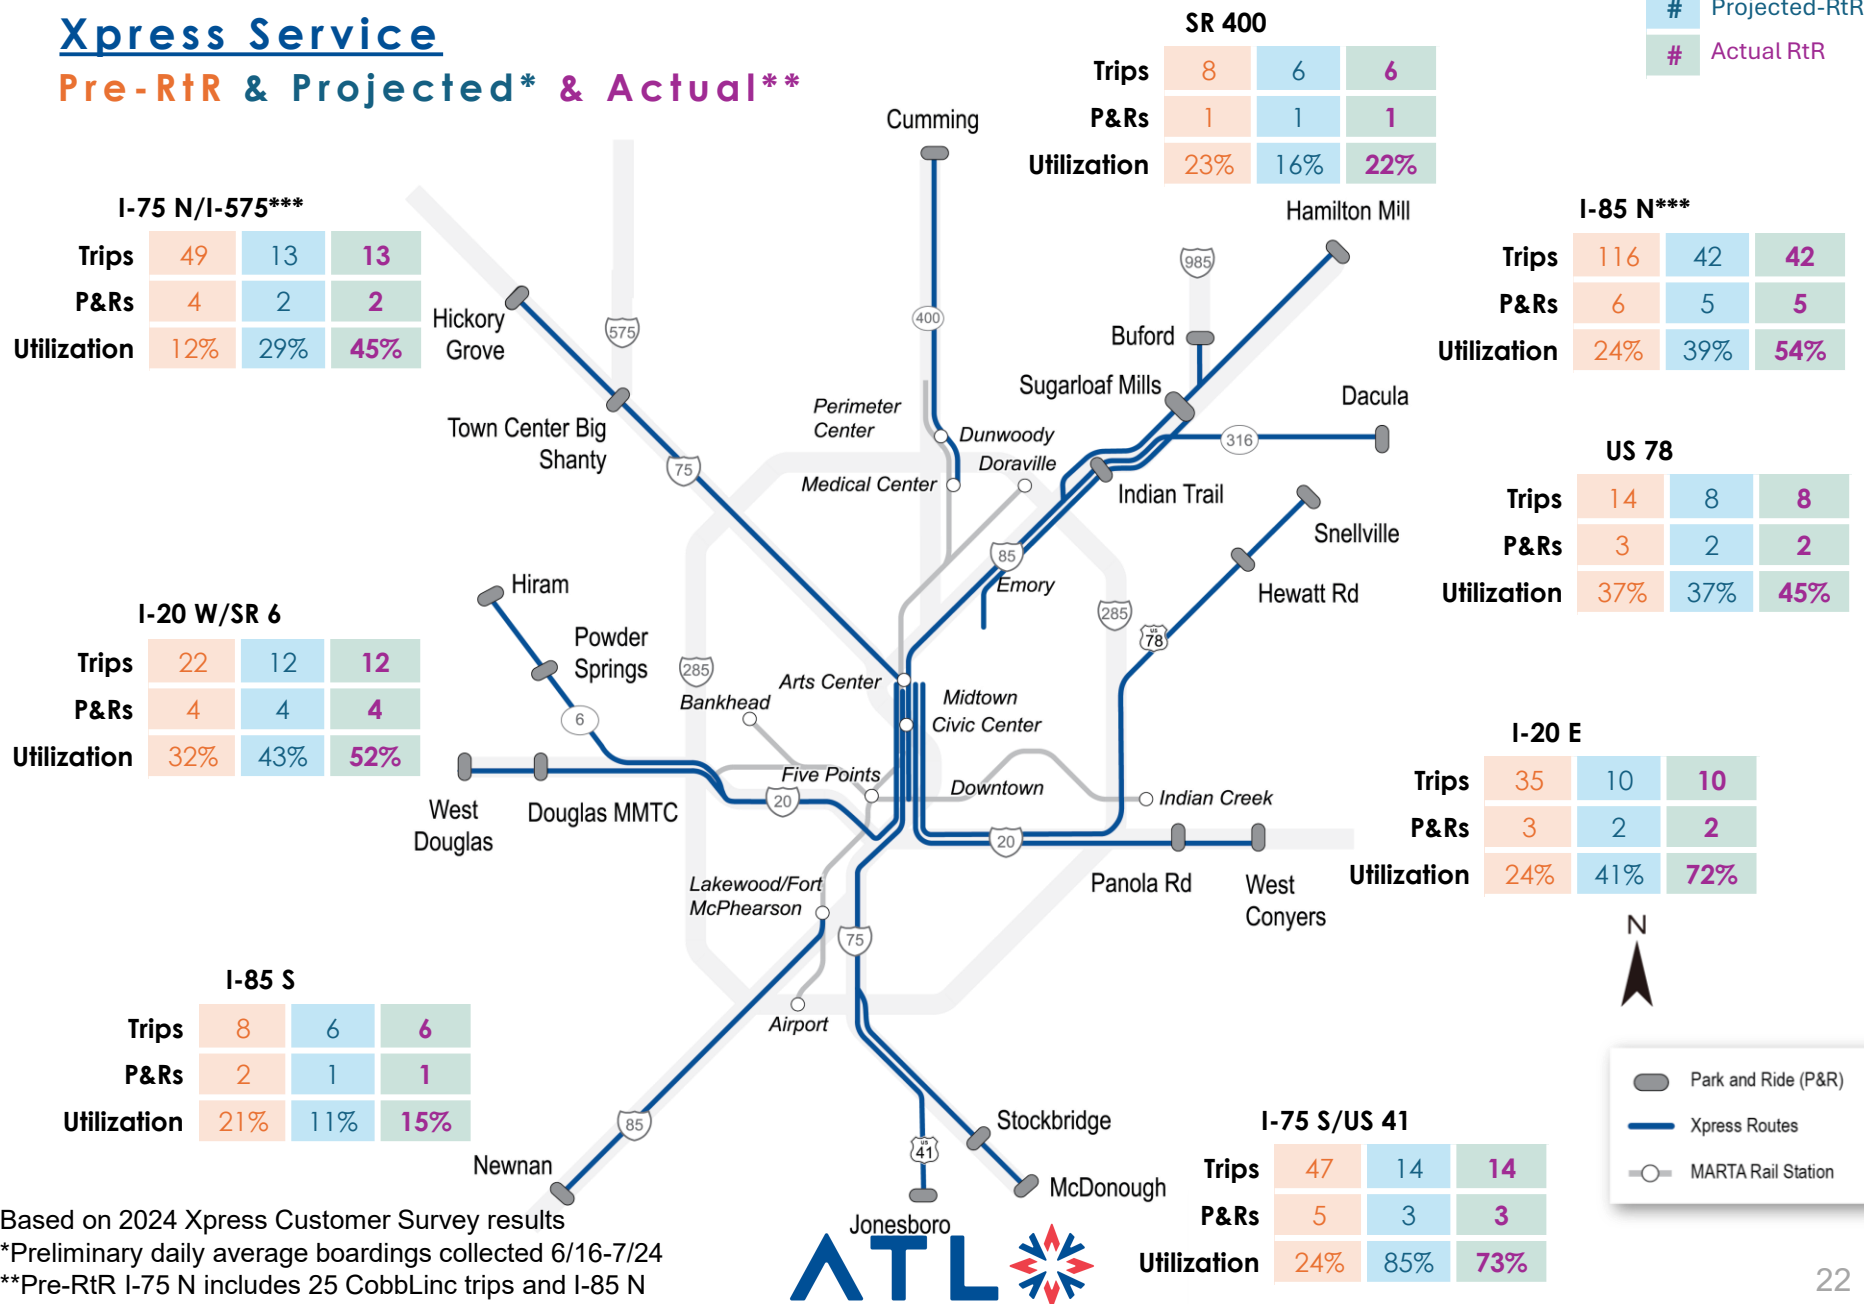 Xpress Service
Pre-RtR & Projected* & Actual**
# Projected-RtR
# Actual RtR
SR 400
Trips 8 6 6
P&Rs 1 1 1
Utilization 23% 16% 22%
I-75 N/I-575***
Trips 49 13 13
P&Rs 4 2 2
Utilization 12% 29% 45%
I-85 N***
Trips 116 42 42
P&Rs 6 5 5
Utilization 24% 39% 54%
US 78
Trips 14 8 8
P&Rs 3 2 2
Utilization 37% 37% 45%
I-20 W/SR 6
Trips 22 12 12
P&Rs 4 4 4
Utilization 32% 43% 52%
I-20 E
Trips 35 10 10
P&Rs 3 2 2
Utilization 24% 41% 72%
I-85 S
Trips 8 6 6
P&Rs 2 1 1
Utilization 21% 11% 15%
I-75 S/US 41
Trips 47 14 14
P&Rs 5 3 3
Utilization 24% 85% 73%
Cumming
Hamilton Mill
985
Hickory
Grove
575
400
Buford
Sugarloaf Mills
Dacula
Town Center Big
Shanty
75
Perimeter
Center
Dunwoody
Doraville
316
Medical Center
Indian Trail
Snellville
85
Emory
Hewatt Rd
Hiram
285
US
78
Powder
Springs
285
Arts Center
Bankhead
Midtown
Civic Center
6
Five Points
Downtown
20
Indian Creek
West
Douglas
Douglas MMTC
20
Panola Rd
West
Conyers
Lakewood/Fort
McPhearson
75
N
Airport
85
Newnan
US
41
Stockbridge
McDonough
Jonesboro
Park and Ride (P&R)
Xpress Routes
MARTA Rail Station
Based on 2024 Xpress Customer Survey results
*Preliminary daily average boardings collected 6/16-7/24
**Pre-RtR I-75 N includes 25 CobbLinc trips and I-85 N
ATL
22